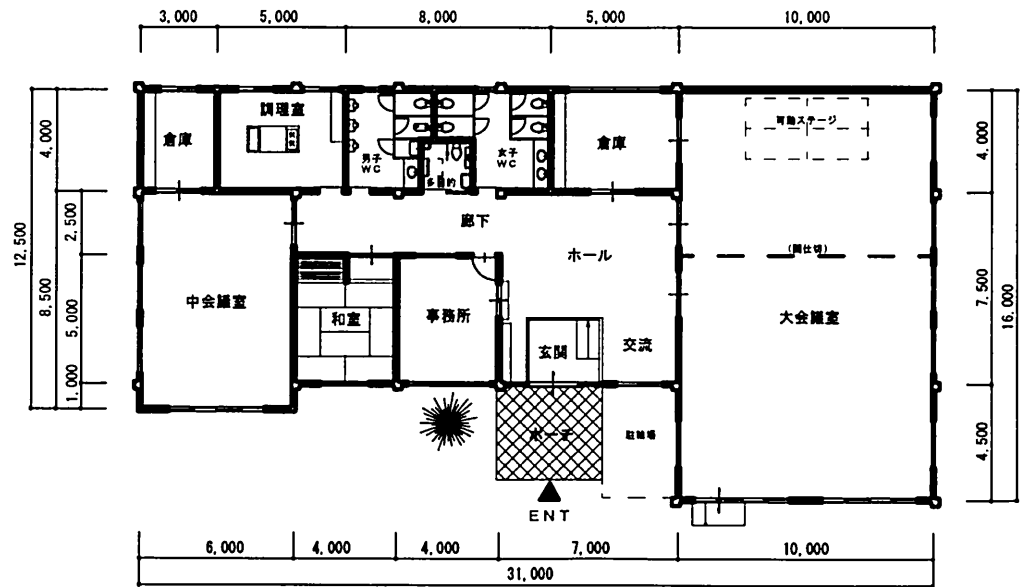 3,000
5,000
8,000
5,000
10,000
調理室
倉庫
男子
WC
多目的
女子
WC
倉庫
可動ステージ
4,000
2,500
12,500
8,500
5,000
1,000
4,000
7,500
16,000
4,500
廊下
ホール
(間仕切)
中会議室
和室
事務所
玄関
交流
大会議室
ポーチ
駐輪場
ENT
6,000
4,000
4,000
7,000
10,000
31,000